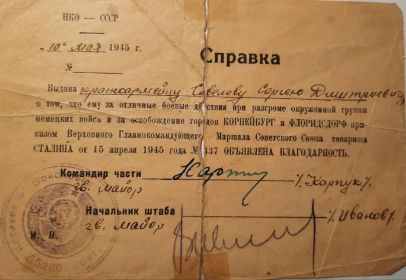 НКО — СССР
„10" мая 1945 г.
Справка
№
Выдана красноармейцу Сергею Дмитриевичу
в том, что ему за отличные боевые действия при разгроме окруженной группы
немецких войск и за освобождение городов КОРНЕЙБУРГ и ФЛОРИДСДОРФ при-
казом Верховного Главнокомандующего, Маршала Советского Союза товарища
СТАЛИНА от 15 апреля 1945 года № 337 ОБЪЯВЛЕНА БЛАГОДАРНОСТЬ.
Командир части
гв. майор /Карпук/
Начальник штаба
гв. майор /Иванов/
М. П.